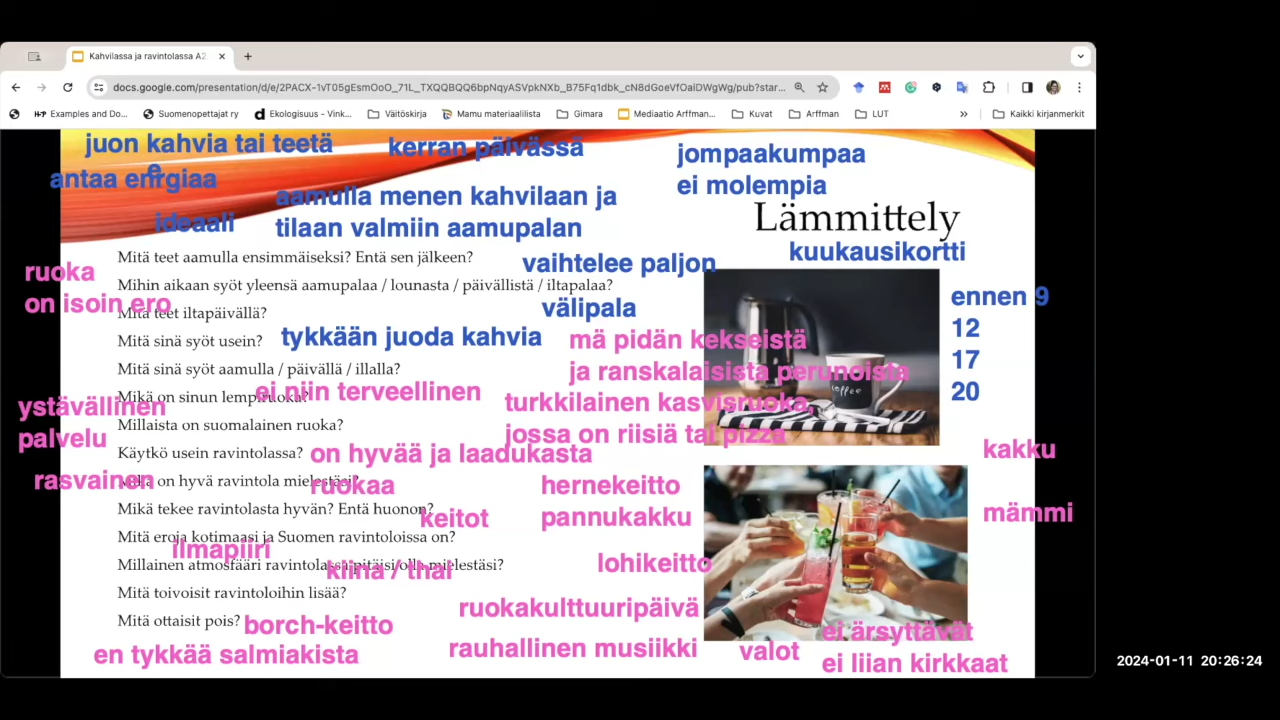 Kahvilassa ja ravintolassa A2
docs.google.com/presentation/d/e/2PACX-1vT05gEsmOoO_71L_TXQQBQQ6bpNqyASVpkNXb_B75Fq1dbk_cN8dGoeVfOaiDWgWg/pub?star...
Examples and Do...
Suomenopettajat ry
Ekologisuus - Vink...
Väitöskirja
Mamu materiaalilista
Gimara
Mediaatio Arffman...
Kuvat
Arffman
LUT
»
Kaikki kirjanmerkit
juon kahvia tai teetä
kerran päivässä
jompaakumpaa
ei molempia
e
antaa enrgiaa
aamulla menen kahvilaan ja
tilaan valmiin aamupalan
ideaali
Lämmittely
kuukausikortti
Mitä teet aamulla ensimmäiseksi? Entä sen jälkeen?
vaihtelee paljon
ruoka
on isoin ero
Mihin aikaan syöt yleensä aamupalaa / lounasta / päivällistä / iltapalaa?
ennen 9
12
17
20
välipala
Mitä teet iltapäivällä?
Mitä sinä syöt usein?
tykkään juoda kahvia
mä pidän kekseistä
ja ranskalaisista perunoista
Mitä sinä syöt aamulla / päivällä / illalla?
Mikä on sinun lempiruoka?
ei niin terveellinen
turkkilainen kasvisruoka,
jossa on riisiä tai pizza
coffee
ystävällinen
palvelu
Millaista on suomalainen ruoka?
Käytkö usein ravintolassa?
on hyvää ja laadukasta
ruokaa
kakku
rasvainen
on hyvä ravintola mielestäsi?
hernekeitto
pannukakku
Mikä tekee ravintolasta hyvän? Entä huonon?
keitot
mämmi
Mitä eroja kotimaasi ja Suomen ravintoloissa on?
ilmapiiri
Millainen atmosfääri ravintolassa pitäisi olla mielestäsi?
kiina / thai
lohikeitto
Mitä toivoisit ravintoloihin lisää?
ruokakulttuuripäivä
Mitä ottaisit pois?
borch-keitto
en tykkää salmiakista
rauhallinen musiikki
valot
ei ärsyttävät
ei liian kirkkaat
2024-01-11 20:26:24